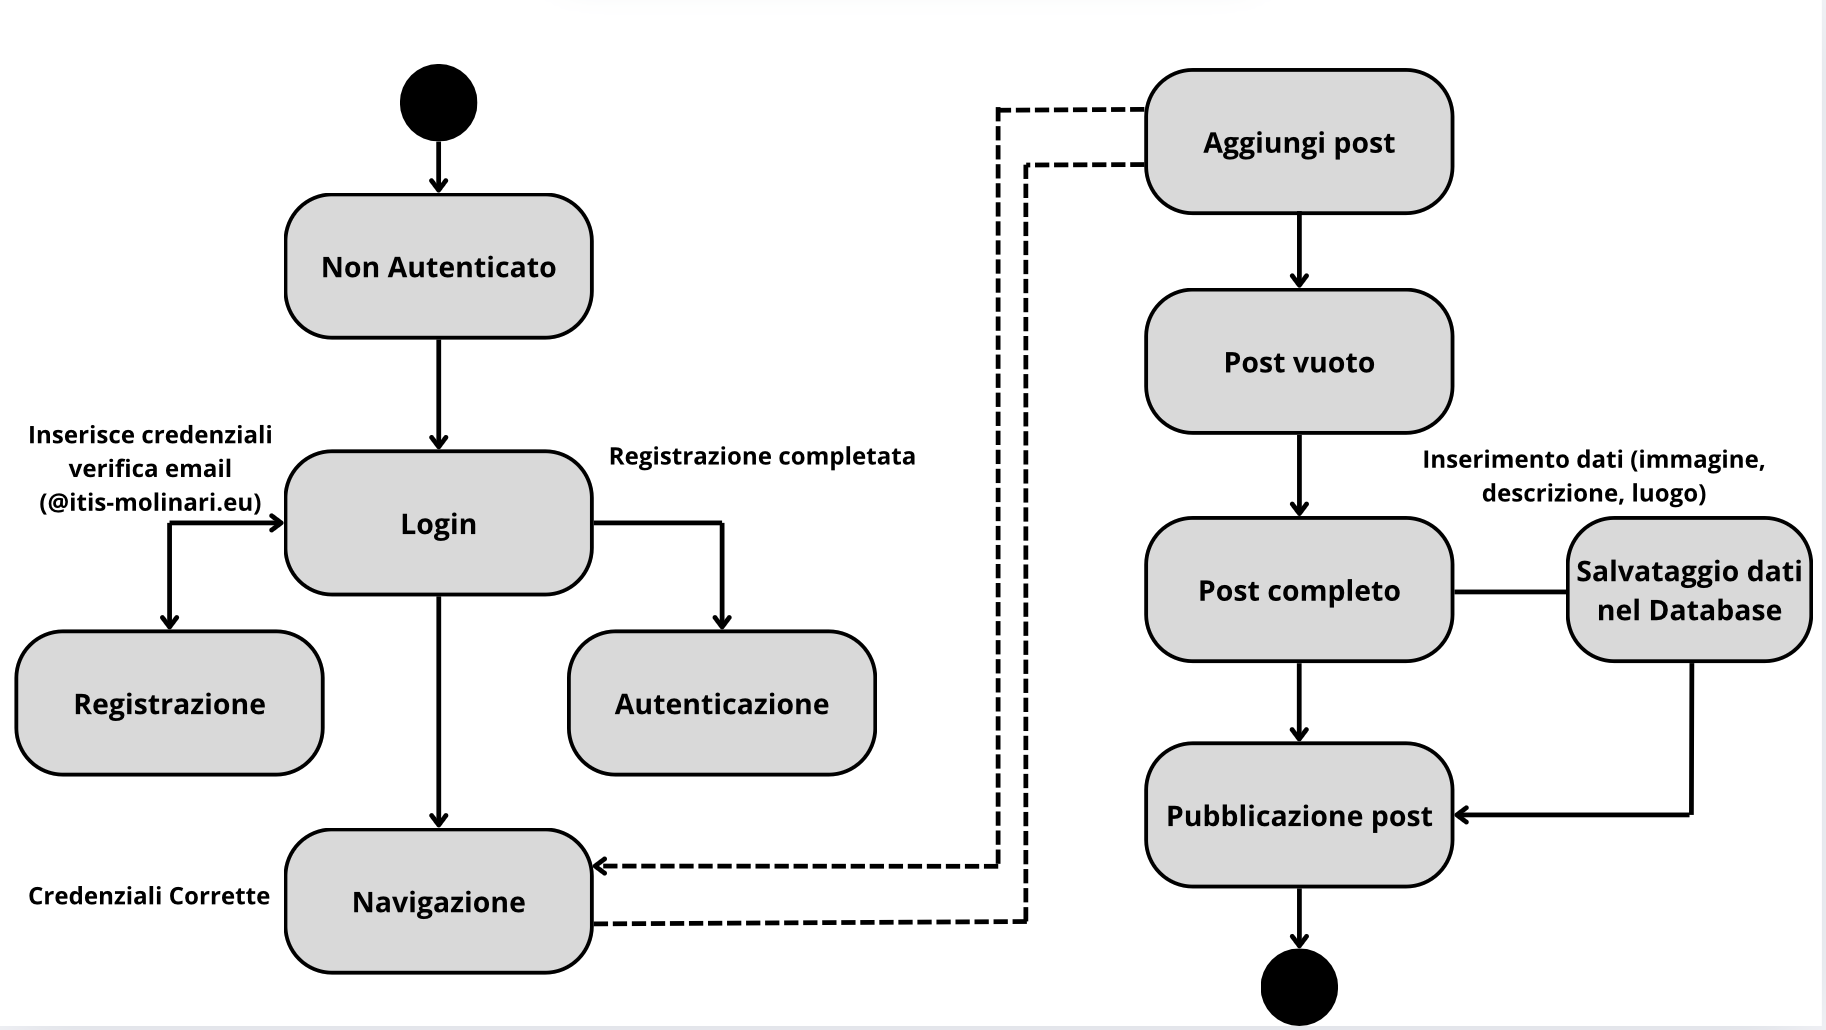 Non Autenticato
Inserisce credenziali
verifica email
(@itis-molinari.eu)
Login
Registrazione completata
Registrazione
Autenticazione
Credenziali Corrette
Navigazione
Aggiungi post
Post vuoto
Inserimento dati (immagine,
descrizione, luogo)
Post completo
Salvataggio dati
nel Database
Pubblicazione post